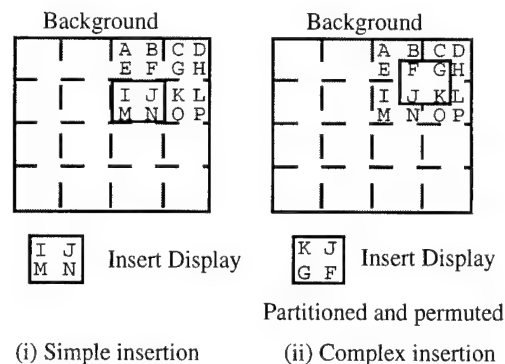 Background
A B C D
E F G H
I J K L
M N O P
I J
M N
Insert Display
(i) Simple insertion
Background
A B C D
E F G H
I J K L
M N O P
K J
G F
Insert Display
Partitioned and permuted
(ii) Complex insertion